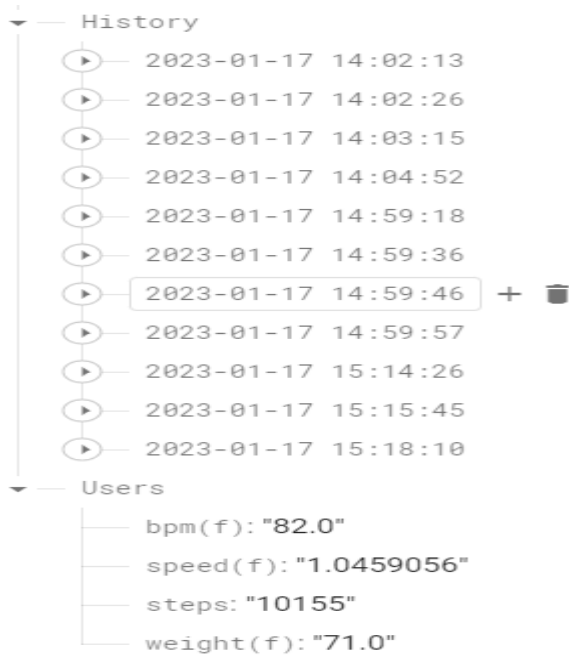 History
2023-01-17 14:02:13
2023-01-17 14:02:26
2023-01-17 14:03:15
2023-01-17 14:04:52
2023-01-17 14:59:18
2023-01-17 14:59:36
2023-01-17 14:59:46
2023-01-17 14:59:57
2023-01-17 15:14:26
2023-01-17 15:15:45
2023-01-17 15:18:10
Users
bpm(f): "82.0"
speed(f): "1.0459056"
steps: "10155"
weight(f): "71.0"